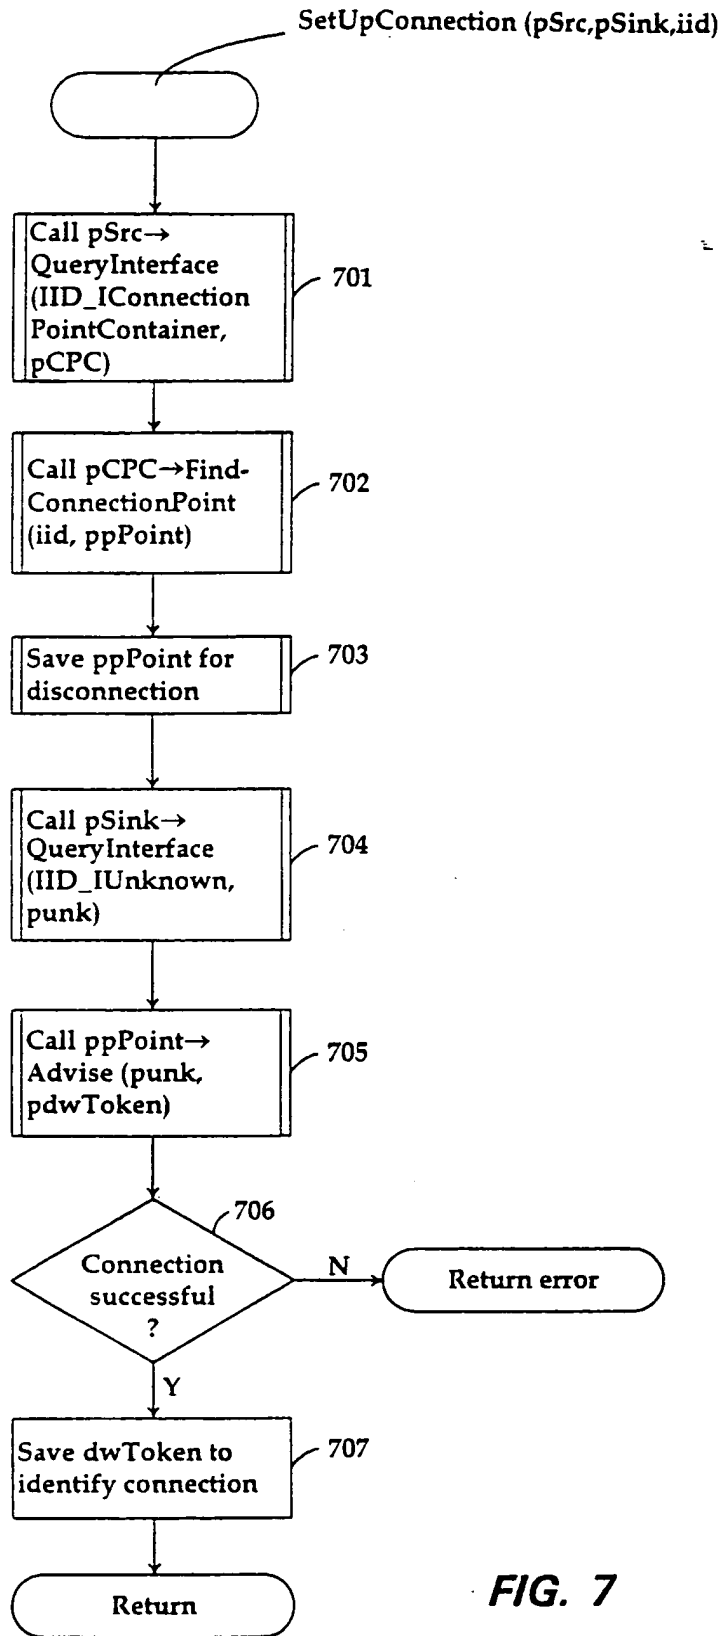 SetUpConnection (pSrc,pSink,iid)
Call pSrc→
QueryInterface
(IID_IConnection
PointContainer,
pCPC)
701
Call pCPC→Find-
ConnectionPoint
(iid, ppPoint)
702
Save ppPoint for
disconnection
703
Call pSink→
QueryInterface
(IID_IUnknown,
punk)
704
Call ppPoint→
Advise (punk,
pdwToken)
705
706
Connection
successful
?
N
Return error
Y
Save dwToken to
identify connection
707
Return
FIG. 7